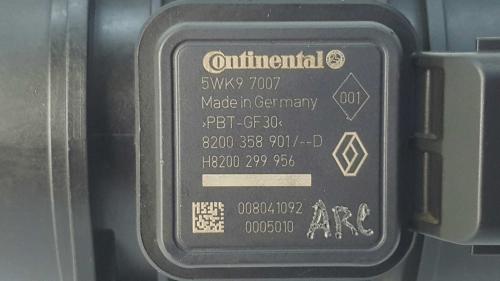 Continental
5WK9 7007
Made in Germany
001
›PBT-GF30‹
8200 358 901/--D
H8200 299 956
008041092
0005010
ARC